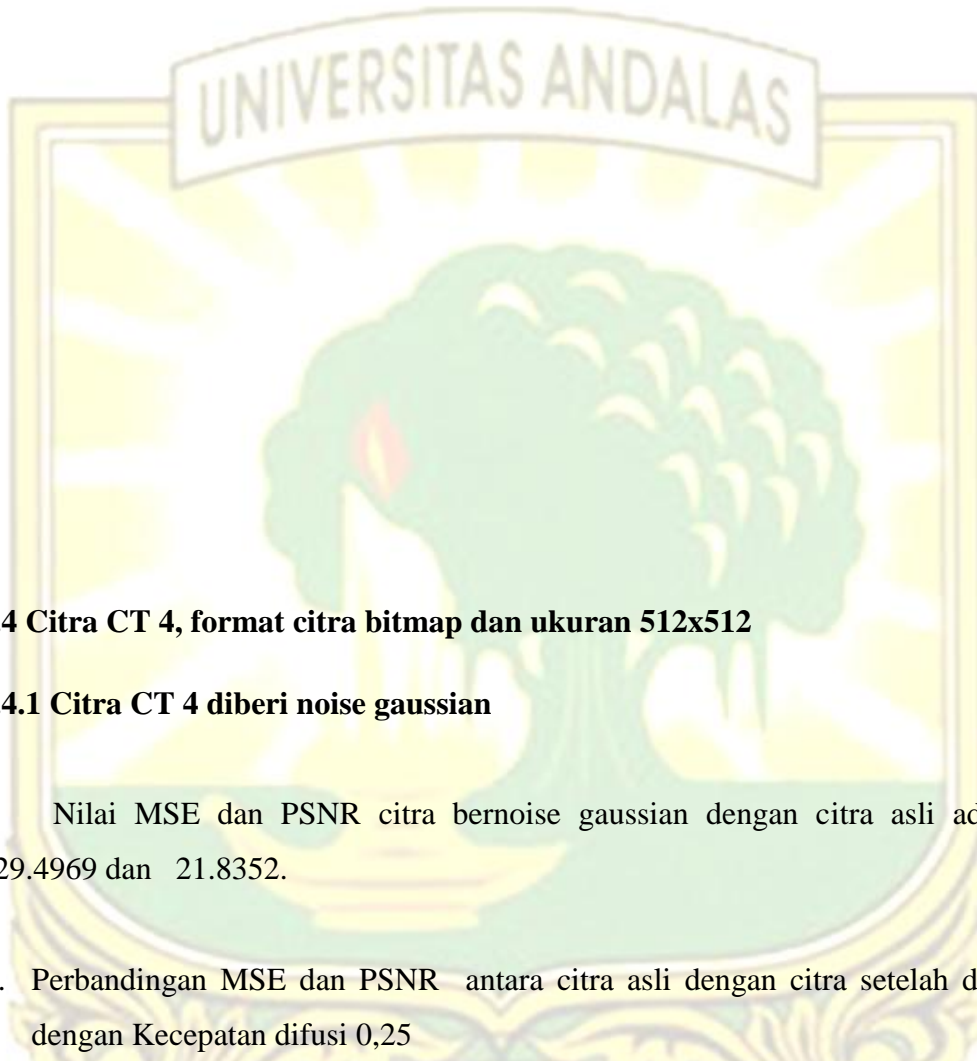 UNIVERSITAS ANDALAS
.4 Citra CT 4, format citra bitmap dan ukuran 512x512
.4.1 Citra CT 4 diberi noise gaussian
Nilai MSE dan PSNR citra bernoise gaussian dengan citra asli
29.4969 dan 21.8352.
. Perbandingan MSE dan PSNR antara citra asli dengan citra setelah
dengan Kecepatan difusi 0,25